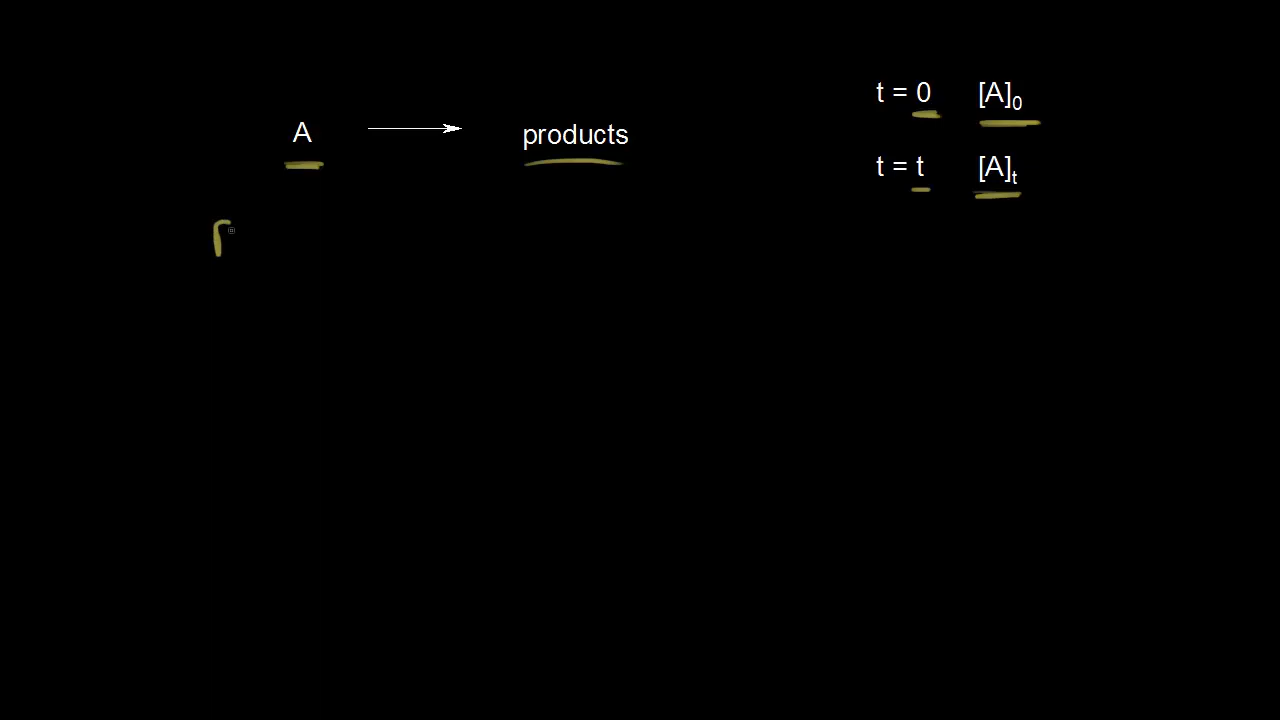 t = 0 [A]₀
A → products
t = t [A]ₜ
r